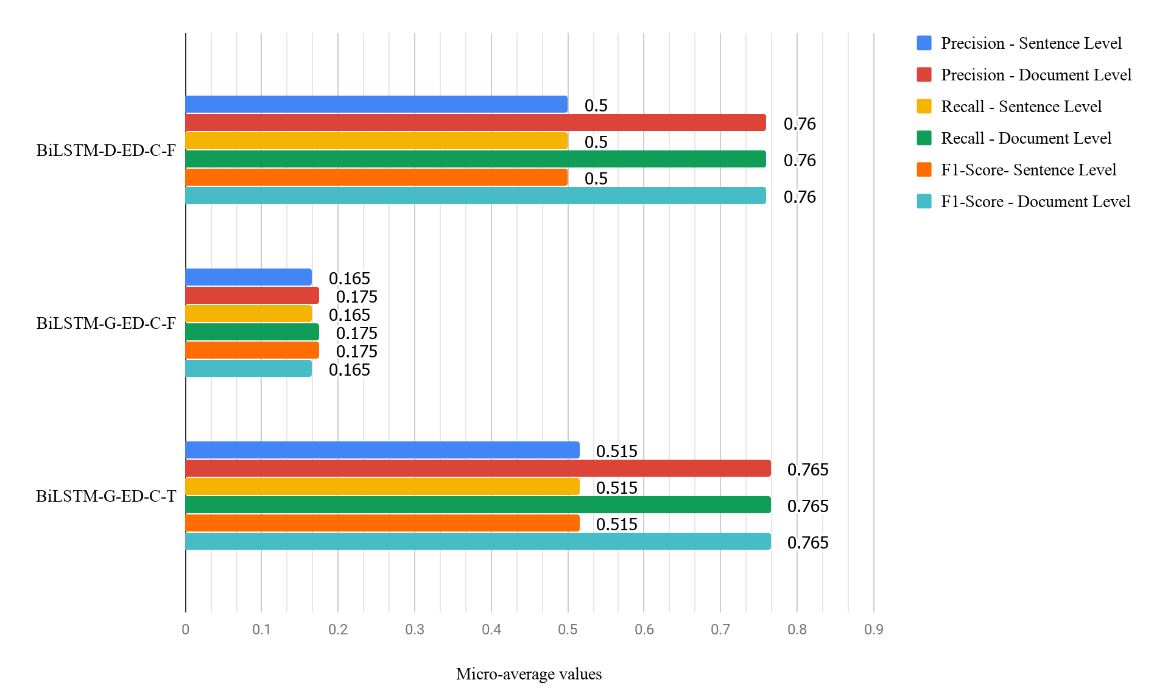 Precision - Sentence Level
Precision - Document Level
Recall - Sentence Level
Recall - Document Level
F1-Score- Sentence Level
F1-Score - Document Level
BiLSTM-D-ED-C-F
0.5
0.76
0.5
0.76
0.5
0.76
BiLSTM-G-ED-C-F
0.165
0.175
0.165
0.175
0.175
0.165
BiLSTM-G-ED-C-T
0.515
0.765
0.515
0.765
0.515
0.765
0 0.1 0.2 0.3 0.4 0.5 0.6 0.7 0.8 0.9
Micro-average values